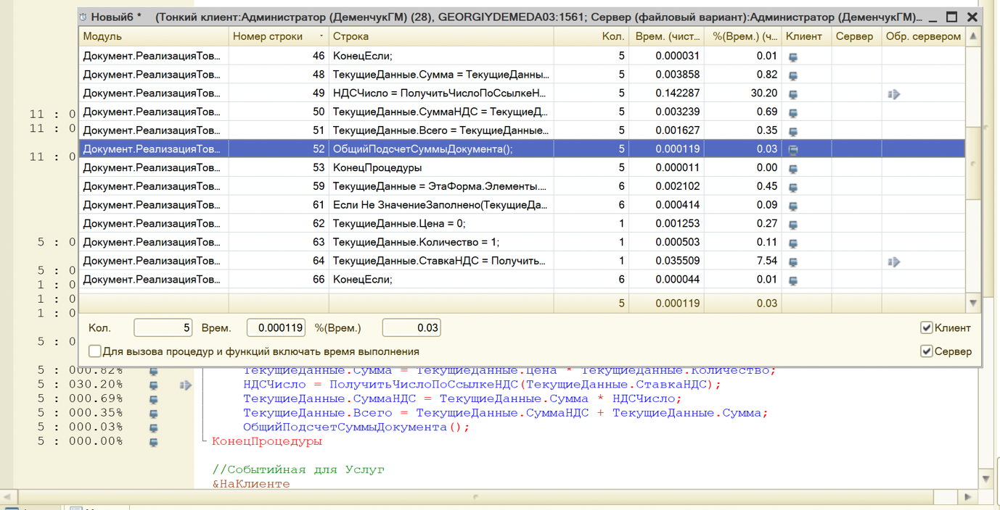 Новый6 * (Тонкий клиент:Администратор (ДеменчукГМ) (28), GEORGIYDEMEDA03:1561; Сервер (файловый вариант):Администратор (ДеменчукГМ)...
Модуль Номер строки Строка Кол. Врем. (чист... %(Врем.) (ч... Клиент Сервер Обр. сервером
Документ.РеализацияТов... 46 КонецЕсли; 5 0.000031 0.01
Документ.РеализацияТов... 48 ТекущиеДанные.Сумма = ТекущиеДанны... 5 0.003858 0.82
Документ.РеализацияТов... 49 НДСЧисло = ПолучитьЧислоПоСсылкеН... 5 0.142287 30.20
Документ.РеализацияТов... 50 ТекущиеДанные.СуммаНДС = ТекущиеД... 5 0.003239 0.69
Документ.РеализацияТов... 51 ТекущиеДанные.Всего = ТекущиеДанные... 5 0.001627 0.35
Документ.РеализацияТов... 52 ОбщийПодсчетСуммыДокумента(); 5 0.000119 0.03
Документ.РеализацияТов... 53 КонецПроцедуры 5 0.000011 0.00
Документ.РеализацияТов... 59 ТекущиеДанные = ЭтаФорма.Элементы.... 6 0.002102 0.45
Документ.РеализацияТов... 61 Если Не ЗначениеЗаполнено(ТекущиеДа... 6 0.000414 0.09
Документ.РеализацияТов... 62 ТекущиеДанные.Цена = 0; 1 0.001253 0.27
Документ.РеализацияТов... 63 ТекущиеДанные.Количество = 1; 1 0.000503 0.11
Документ.РеализацияТов... 64 ТекущиеДанные.СтавкаНДС = Получить... 1 0.035509 7.54
Документ.РеализацияТов... 66 КонецЕсли; 6 0.000044 0.01
5 0.000119 0.03
Кол. 5 Врем. 0.000119 %(Врем.) 0.03 Клиент
Для вызова процедур и функций включать время выполнения Сервер
11 : 0
11 : 0
11 : 0
5 : 0
5 : 0
1 : 0
1 : 0
1 : 0
5 : 0
5 : 000.82% ТекущиеДанные.Сумма = ТекущиеДанные.Цена * ТекущиеДанные.Количество;
5 : 030.20% НДСЧисло = ПолучитьЧислоПоСсылкеНДС(ТекущиеДанные.СтавкаНДС);
5 : 000.69% ТекущиеДанные.СуммаНДС = ТекущиеДанные.Сумма * НДСЧисло;
5 : 000.35% ТекущиеДанные.Всего = ТекущиеДанные.СуммаНДС + ТекущиеДанные.Сумма;
5 : 000.03% ОбщийПодсчетСуммыДокумента();
5 : 000.00% КонецПроцедуры
//Событийная для Услуг
&НаКлиенте